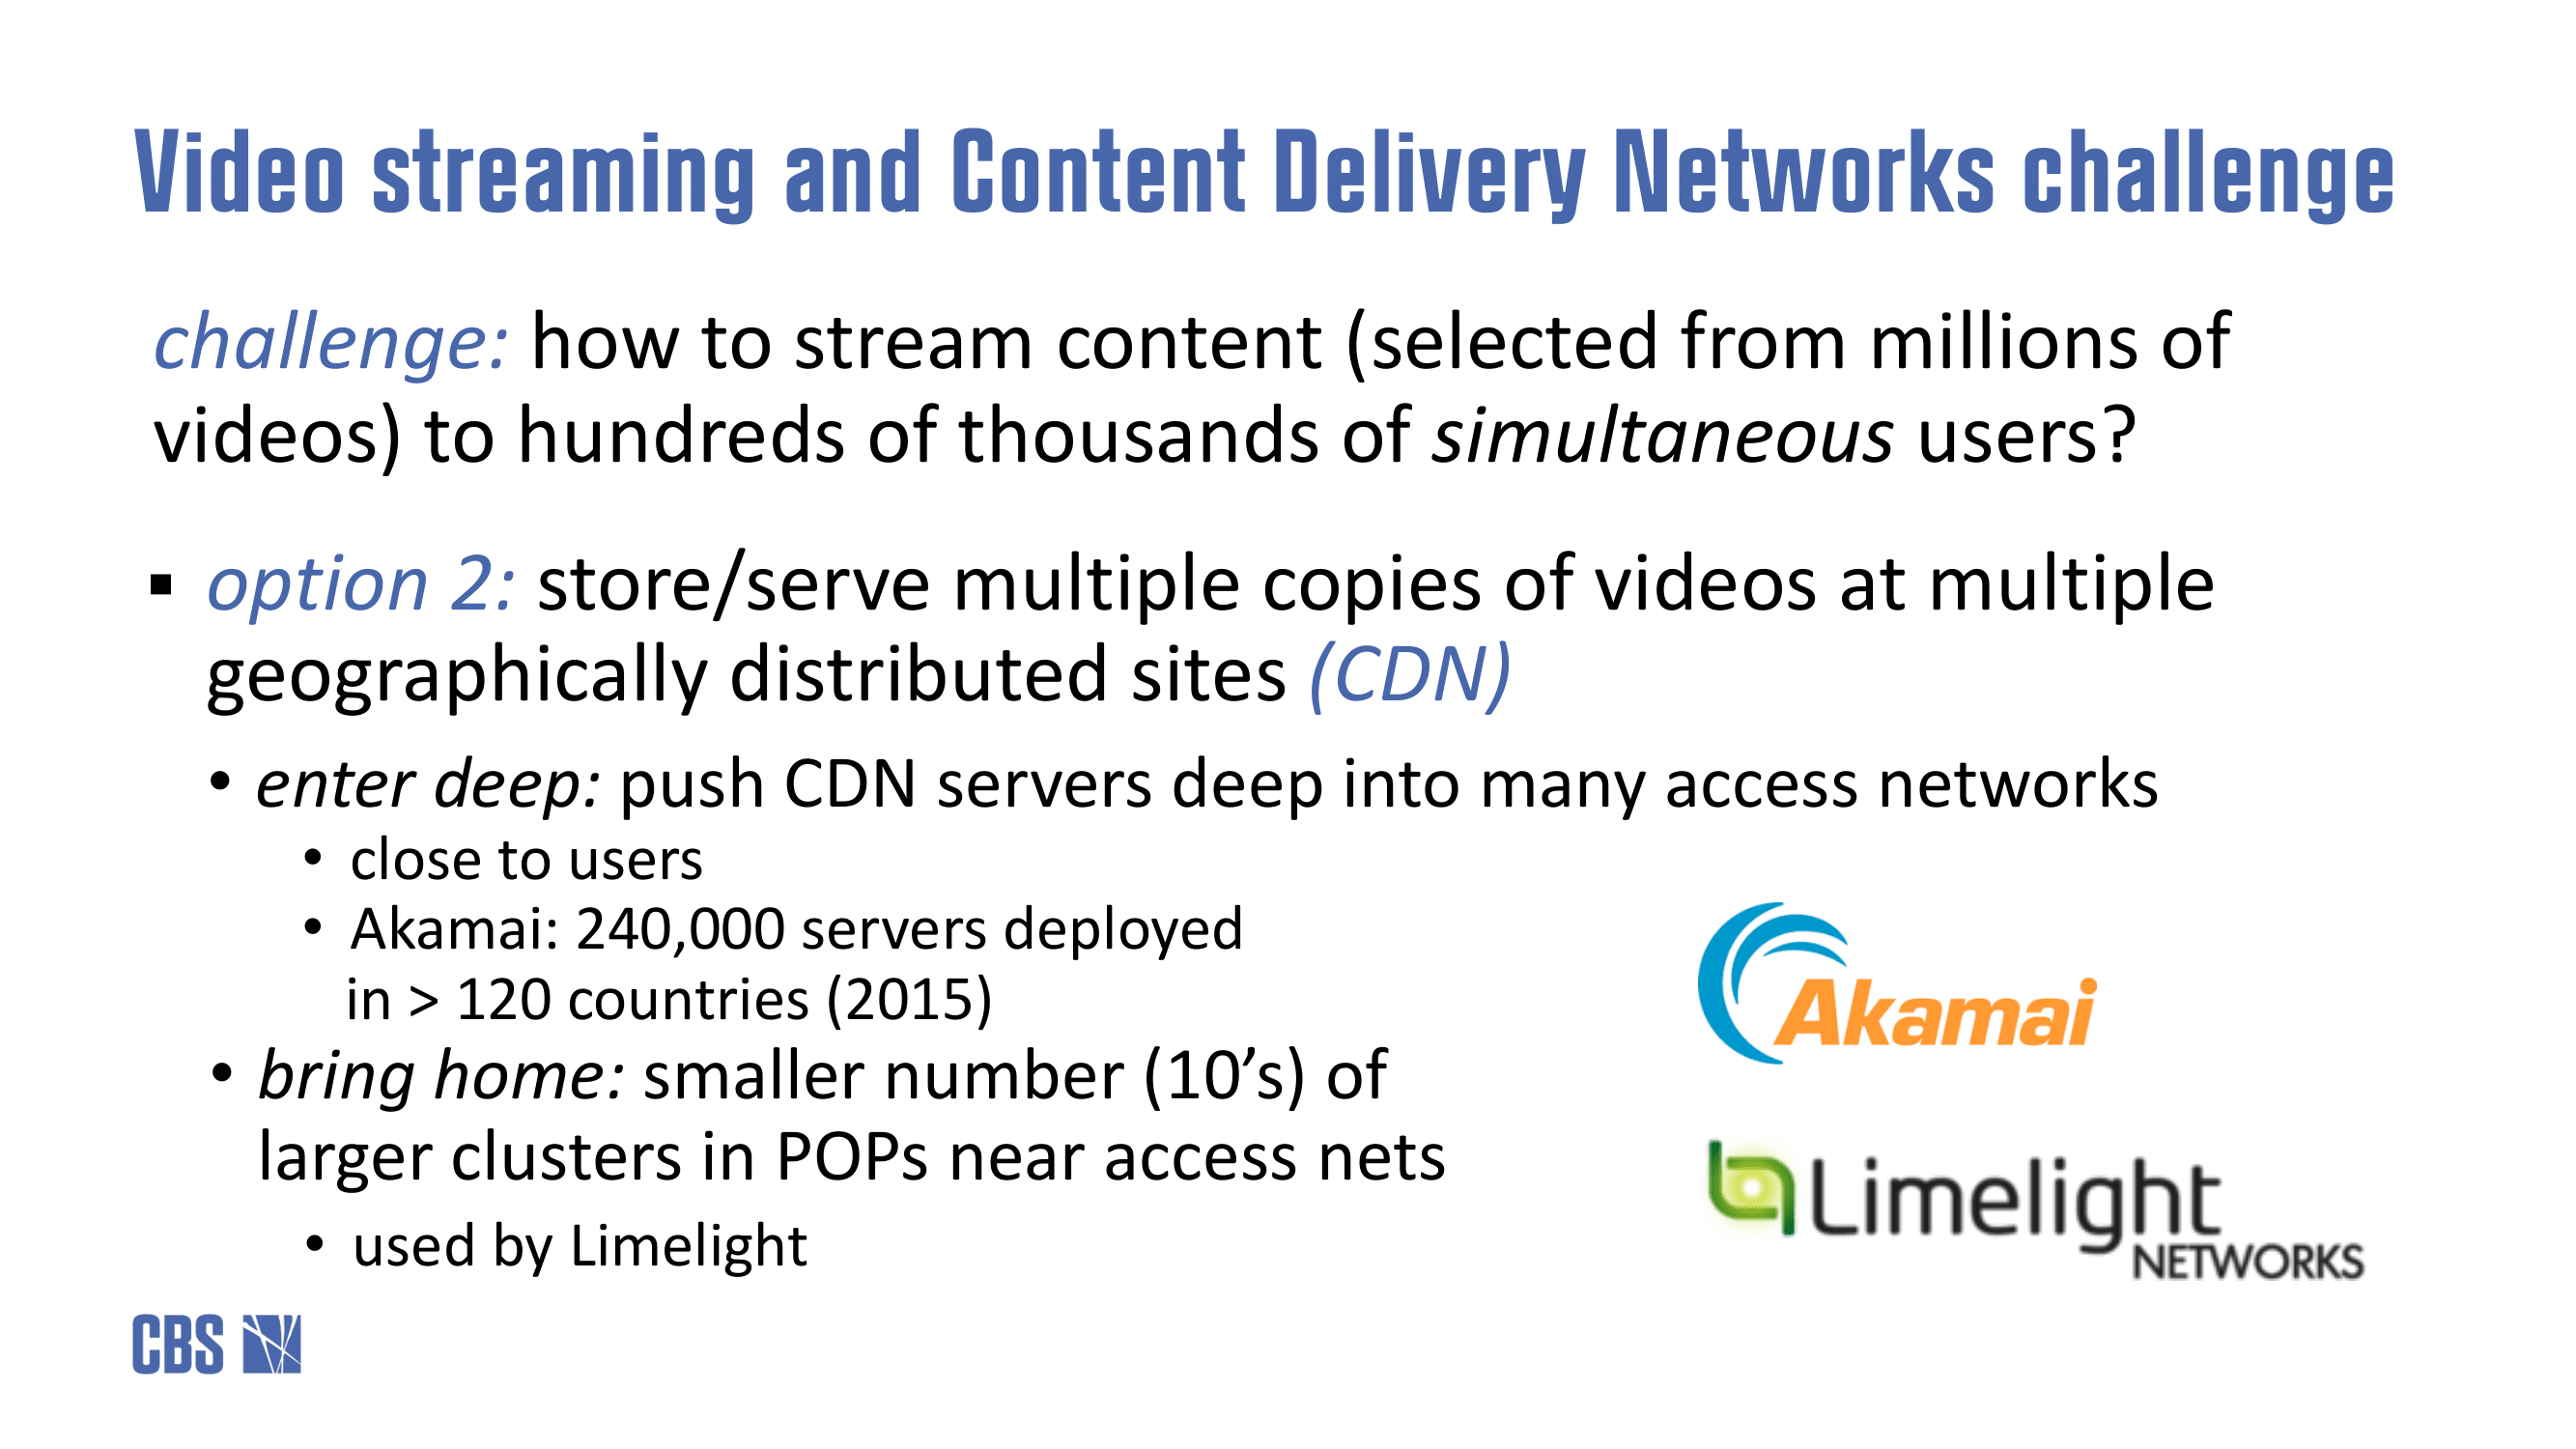 Video streaming and Content Delivery Networks challenge
challenge: how to stream content (selected from millions of
videos) to hundreds of thousands of simultaneous users?
▪ option 2: store/serve multiple copies of videos at multiple
geographically distributed sites (CDN)
• enter deep: push CDN servers deep into many access networks
• close to users
• Akamai: 240,000 servers deployed
in > 120 countries (2015)
• bring home: smaller number (10’s) of
larger clusters in POPs near access nets
• used by Limelight
Akamai
Limelight
NETWORKS
CBS